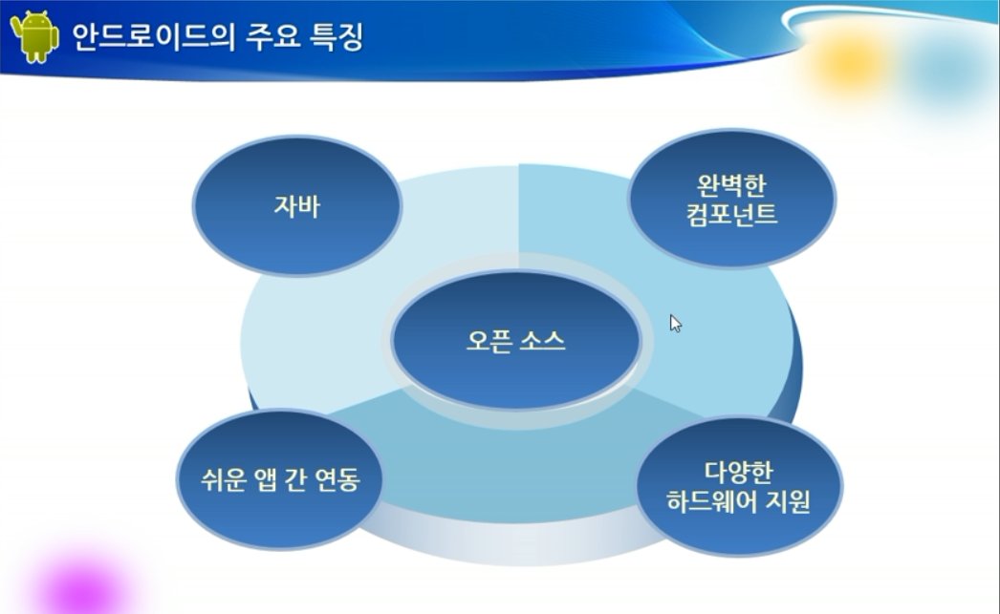 안드로이드의 주요 특징
자바
완벽한
컴포넌트
오픈 소스
쉬운 앱 간 연동
다양한
하드웨어 지원